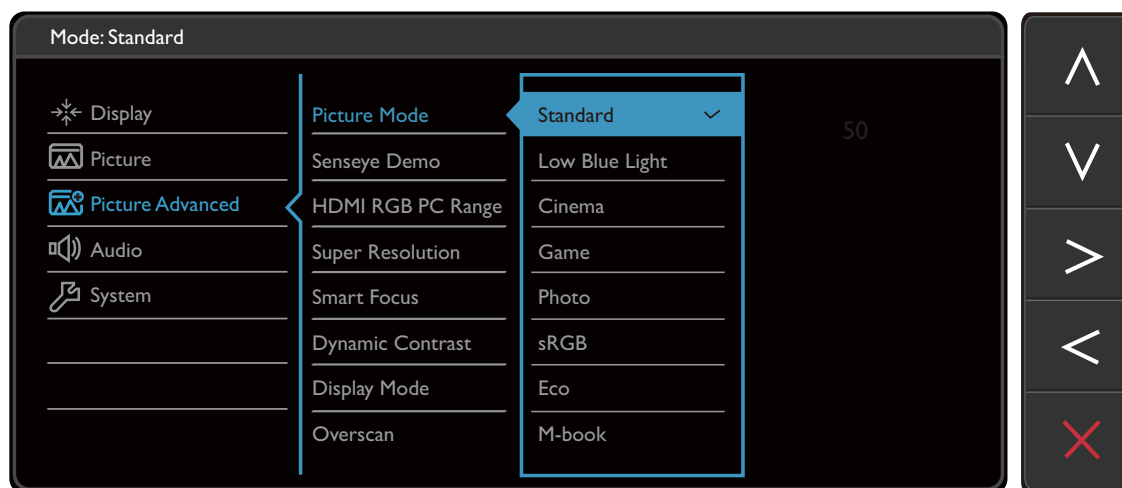 Mode: Standard
Display
Picture
Picture Advanced
Audio
System
Picture Mode
Senseye Demo
HDMI RGB PC Range
Super Resolution
Smart Focus
Dynamic Contrast
Display Mode
Overscan
Standard
Low Blue Light
Cinema
Game
Photo
sRGB
Eco
M-book
50